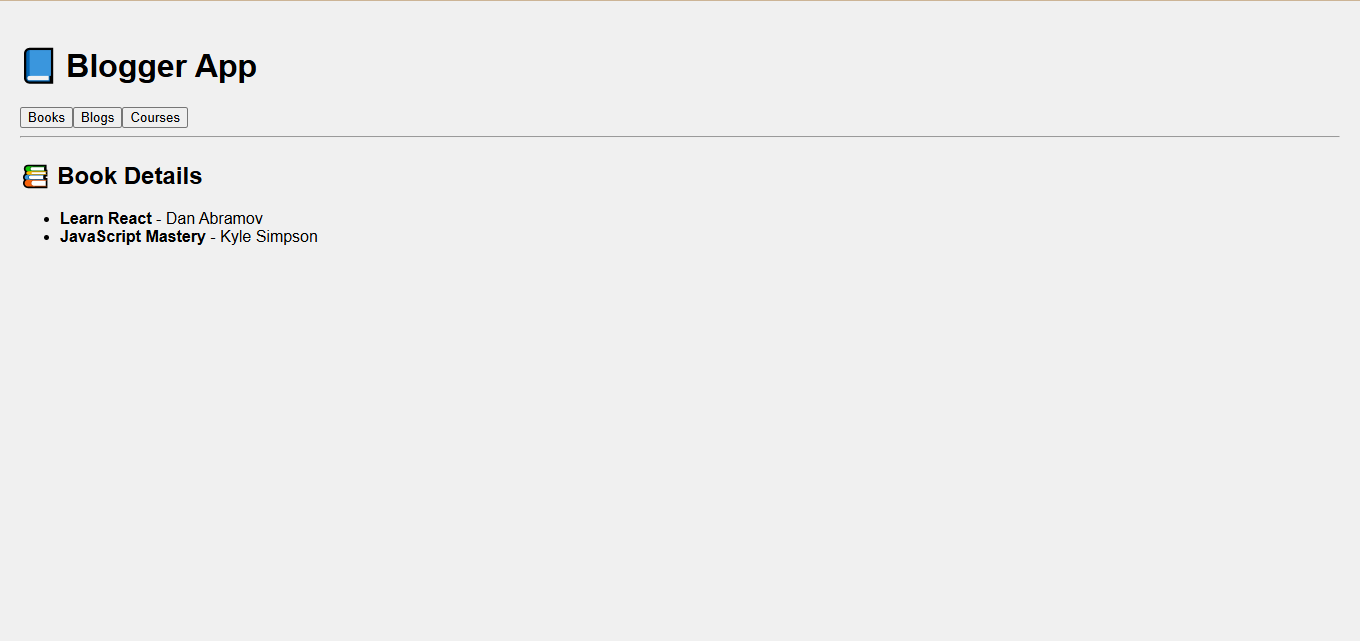 Blogger App
Books Blogs Courses
Book Details
Learn React - Dan Abramov
JavaScript Mastery - Kyle Simpson